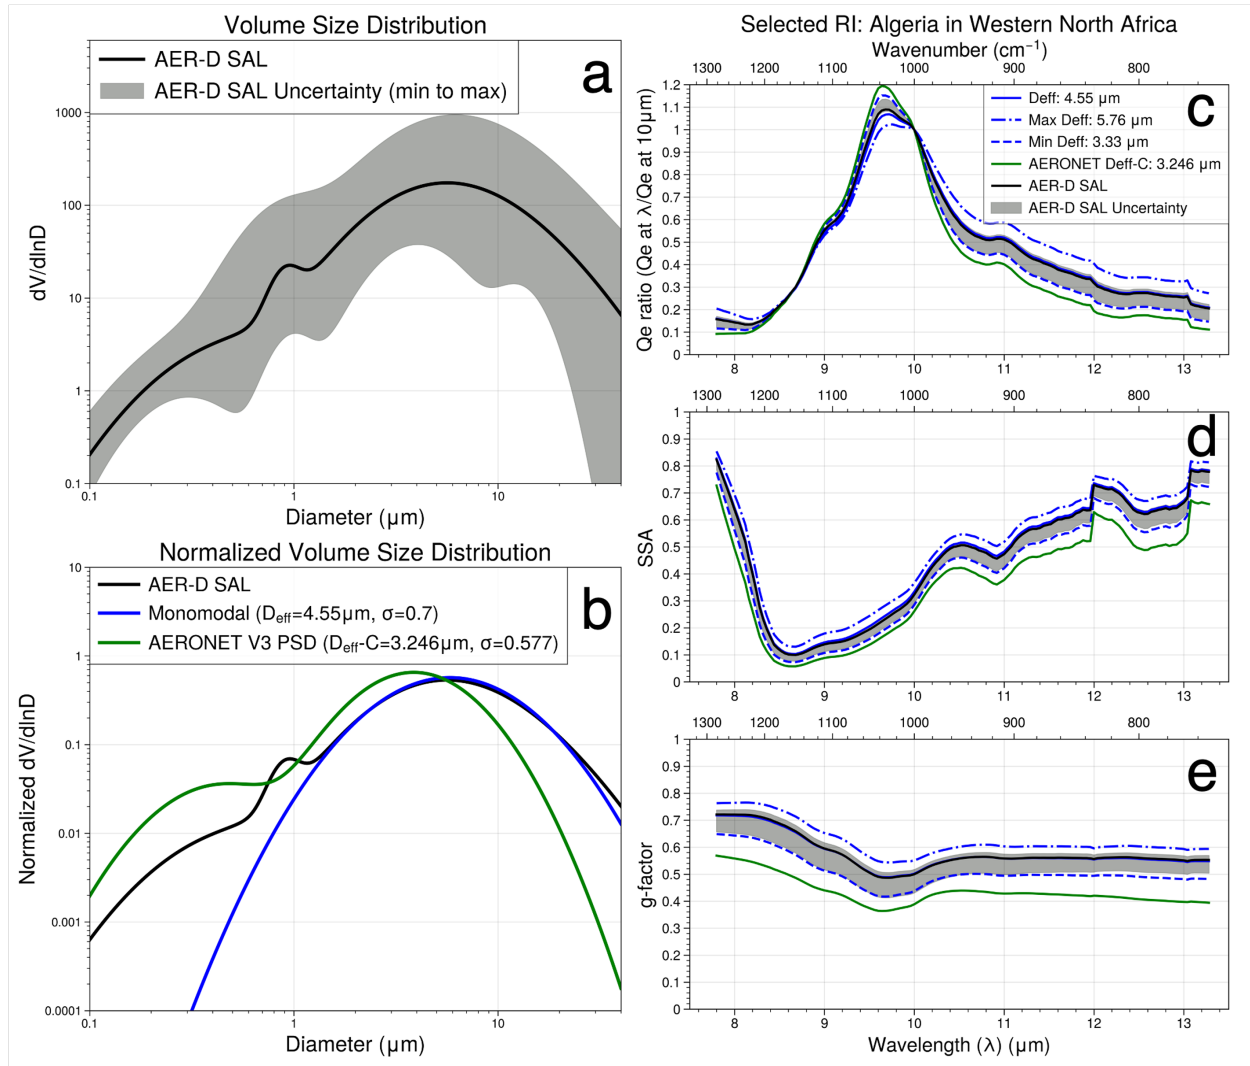 Volume Size Distribution
AER-D SAL
AER-D SAL Uncertainty (min to max)
a
1000
100
10
1
0.1
dV/dlnD
0.1
1
10
Diameter (μm)
Normalized Volume Size Distribution
AER-D SAL
Monomodal (Deff=4.55μm, σ=0.7)
AERONET V3 PSD (Deff-C=3.246μm, σ=0.577)
b
10
1
0.1
0.01
0.001
0.0001
Normalized dV/dlnD
0.1
1
10
Diameter (μm)
Selected RI: Algeria in Western North Africa
Wavenumber (cm⁻¹)
1300 1200 1100 1000 900 800
1.2
1.1
1
0.9
0.8
0.7
0.6
0.5
0.4
0.3
0.2
0.1
0
Qe ratio (Qe at λ/Qe at 10μm)
Deff: 4.55 μm
Max Deff: 5.76 μm
Min Deff: 3.33 μm
AERONET Deff-C: 3.246 μm
AER-D SAL
AER-D SAL Uncertainty
c
8 9 10 11 12 13
1300 1200 1100 1000 900 800
1
0.9
0.8
0.7
0.6
0.5
0.4
0.3
0.2
0.1
0
SSA
d
8 9 10 11 12 13
1300 1200 1100 1000 900 800
1
0.9
0.8
0.7
0.6
0.5
0.4
0.3
0.2
0.1
0
g-factor
e
8 9 10 11 12 13
Wavelength (λ) (μm)